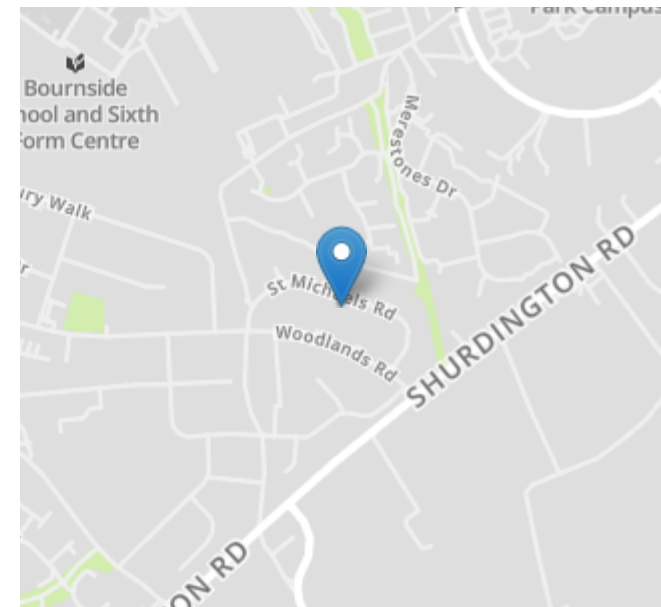 Park Campus
Bournside
hool and Sixth
Form Centre
Merestones Dr
ry Walk
St Michaels Rd
Woodlands Rd
SHURDINGTON RD
ON RD